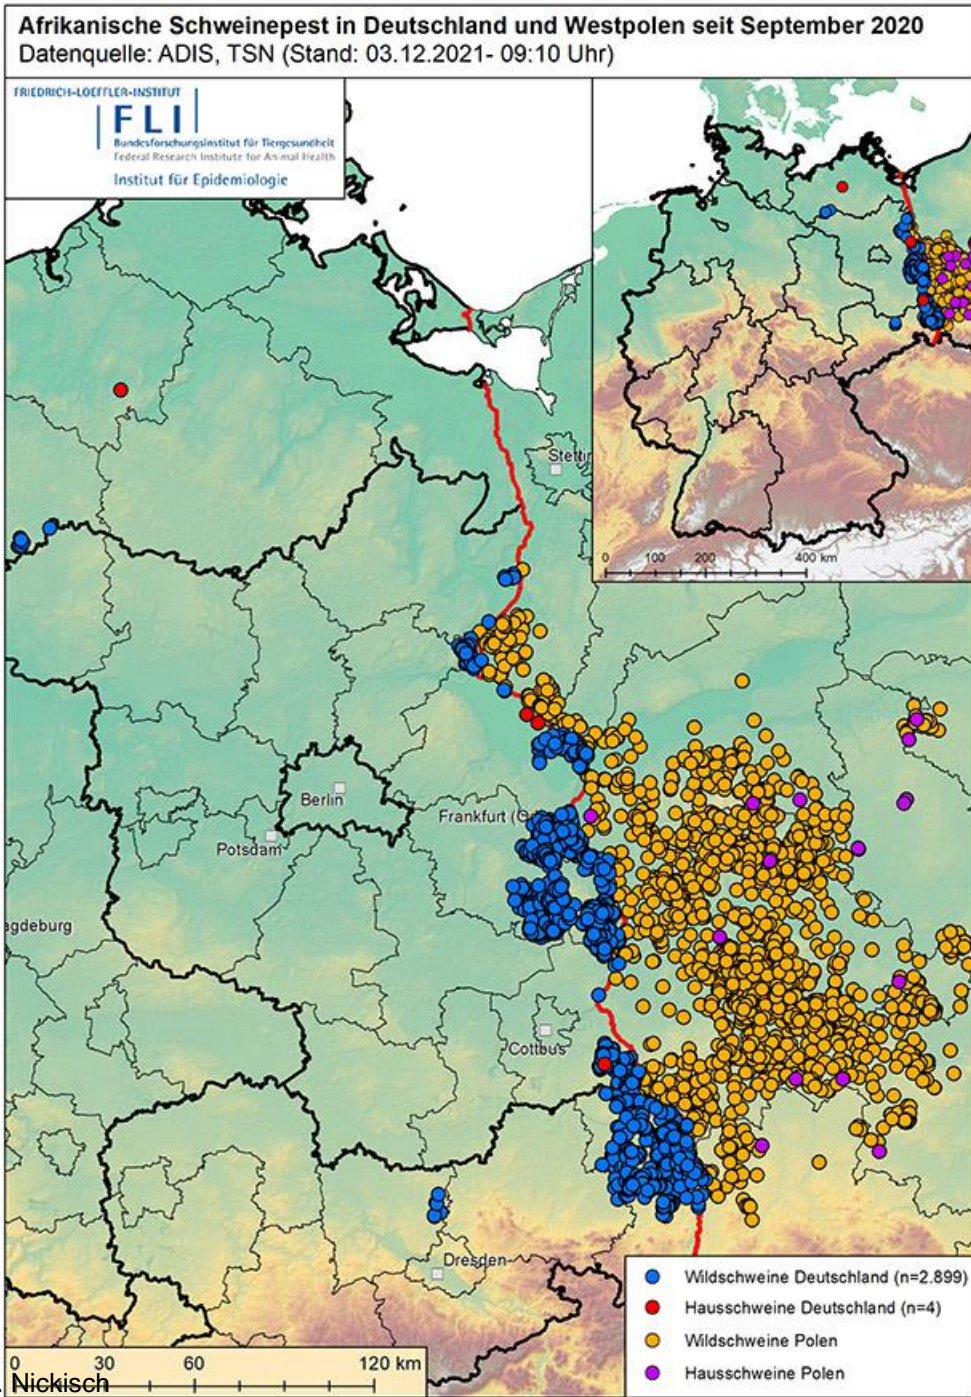 Afrikanische Schweinepest in Deutschland und Westpolen seit September 2020
Datenquelle: ADIS, TSN (Stand: 03.12.2021- 09:10 Uhr)
FRIEDRICH-LOEFFLER-INSTITUT
FLI
Bundesforschungsinstitut für Tiergesundheit
Federal Research Institute for Animal Health
Institut für Epidemiologie
Stettin
0 100 200 400 km
Berlin
Frankfurt (O
Potsdam
agdeburg
Cottbus
Dresden
Wildschweine Deutschland (n=2.899)
Hausschweine Deutschland (n=4)
Wildschweine Polen
Hausschweine Polen
0 30 60 120 km
Nickisch